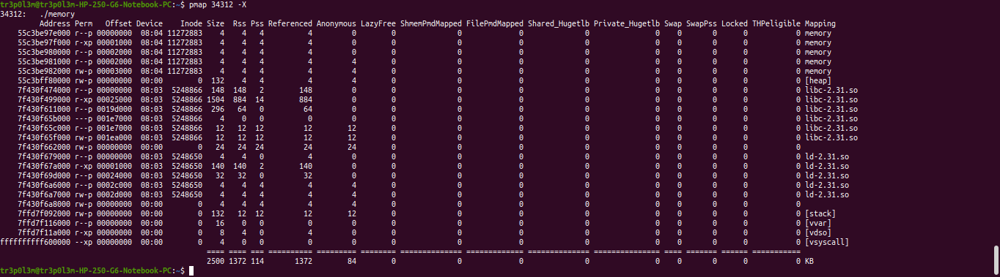 tr3p0l3m@tr3p0l3m-HP-250-G6-Notebook-PC:~$ pmap 34312 -X
34312:   ./memory
Address Perm Offset Device Inode Size Rss Pss Referenced Anonymous LazyFree ShmemPmdMapped FilePmdMapped Shared_Hugetlb Private_Hugetlb Swap SwapPss Locked THPeligible Mapping
55c3be97e000 r--p 00000000 08:04 11272883 4 4 4 4 0 0 0 0 0 0 0 0 0 0 memory
55c3be97f000 r-xp 00001000 08:04 11272883 4 4 4 4 0 0 0 0 0 0 0 0 0 0 memory
55c3be980000 r--p 00002000 08:04 11272883 4 4 4 4 0 0 0 0 0 0 0 0 0 0 memory
55c3be981000 r--p 00002000 08:04 11272883 4 4 4 4 4 0 0 0 0 0 0 0 0 0 memory
55c3be982000 rw-p 00003000 08:04 11272883 4 4 4 4 4 0 0 0 0 0 0 0 0 0 memory
55c3bff80000 rw-p 00000000 00:00 0 132 4 4 4 4 0 0 0 0 0 0 0 0 0 [heap]
7f430f474000 r--p 00000000 08:03 5248866 148 148 2 148 0 0 0 0 0 0 0 0 0 0 libc-2.31.so
7f430f499000 r-xp 00025000 08:03 5248866 1504 884 14 884 0 0 0 0 0 0 0 0 0 0 libc-2.31.so
7f430f611000 r--p 0019d000 08:03 5248866 296 64 0 64 0 0 0 0 0 0 0 0 0 0 libc-2.31.so
7f430f65b000 ---p 001e7000 08:03 5248866 4 0 0 0 0 0 0 0 0 0 0 0 0 0 libc-2.31.so
7f430f65c000 r--p 001e7000 08:03 5248866 12 12 12 12 12 0 0 0 0 0 0 0 0 0 libc-2.31.so
7f430f65f000 rw-p 001ea000 08:03 5248866 12 12 12 12 12 0 0 0 0 0 0 0 0 0 libc-2.31.so
7f430f662000 rw-p 00000000 00:00 0 24 24 24 24 24 0 0 0 0 0 0 0 0 0
7f430f679000 r--p 00000000 08:03 5248650 4 4 0 4 0 0 0 0 0 0 0 0 0 0 ld-2.31.so
7f430f67a000 r-xp 00001000 08:03 5248650 140 140 2 140 0 0 0 0 0 0 0 0 0 0 ld-2.31.so
7f430f69d000 r--p 00024000 08:03 5248650 32 32 0 32 0 0 0 0 0 0 0 0 0 0 ld-2.31.so
7f430f6a6000 r--p 0002c000 08:03 5248650 4 4 4 4 4 0 0 0 0 0 0 0 0 0 ld-2.31.so
7f430f6a7000 rw-p 0002d000 08:03 5248650 4 4 4 4 4 0 0 0 0 0 0 0 0 0 ld-2.31.so
7f430f6a8000 rw-p 00000000 00:00 0 4 4 4 4 4 0 0 0 0 0 0 0 0 0
7ffd7f092000 rw-p 00000000 00:00 0 132 12 12 12 12 0 0 0 0 0 0 0 0 0 [stack]
7ffd7f116000 r--p 00000000 00:00 0 16 0 0 0 0 0 0 0 0 0 0 0 0 0 [vvar]
7ffd7f11a000 r-xp 00000000 00:00 0 8 4 0 4 0 0 0 0 0 0 0 0 0 0 [vdso]
ffffffffff600000 --xp 00000000 00:00 0 4 0 0 0 0 0 0 0 0 0 0 0 0 0 [vsyscall]
==== ==== === ========== ========= ======== ============== ============= ============== =============== ==== ======= ====== ===========
2500 1372 114 1372 84 0 0 0 0 0 0 0 0 0 KB
tr3p0l3m@tr3p0l3m-HP-250-G6-Notebook-PC:~$